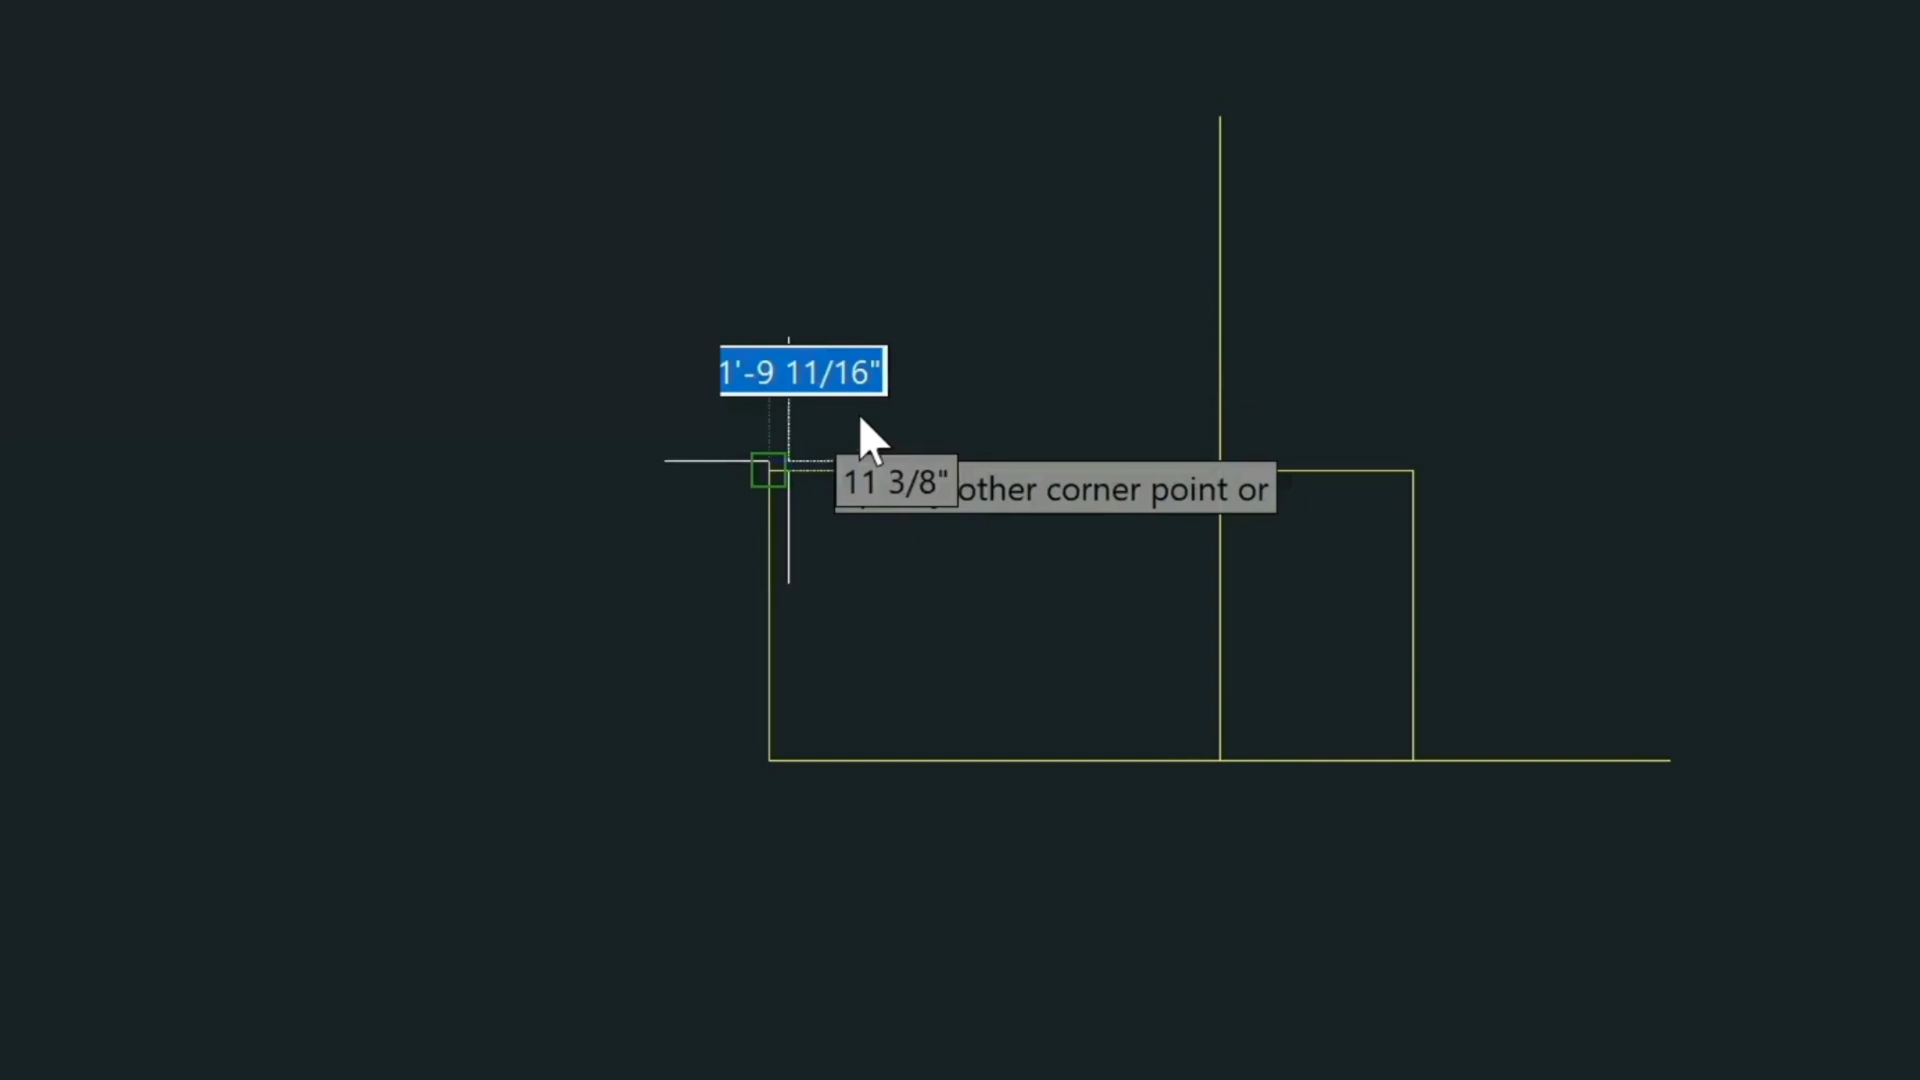 1'-9 11/16"
11 3/8"
other corner point or